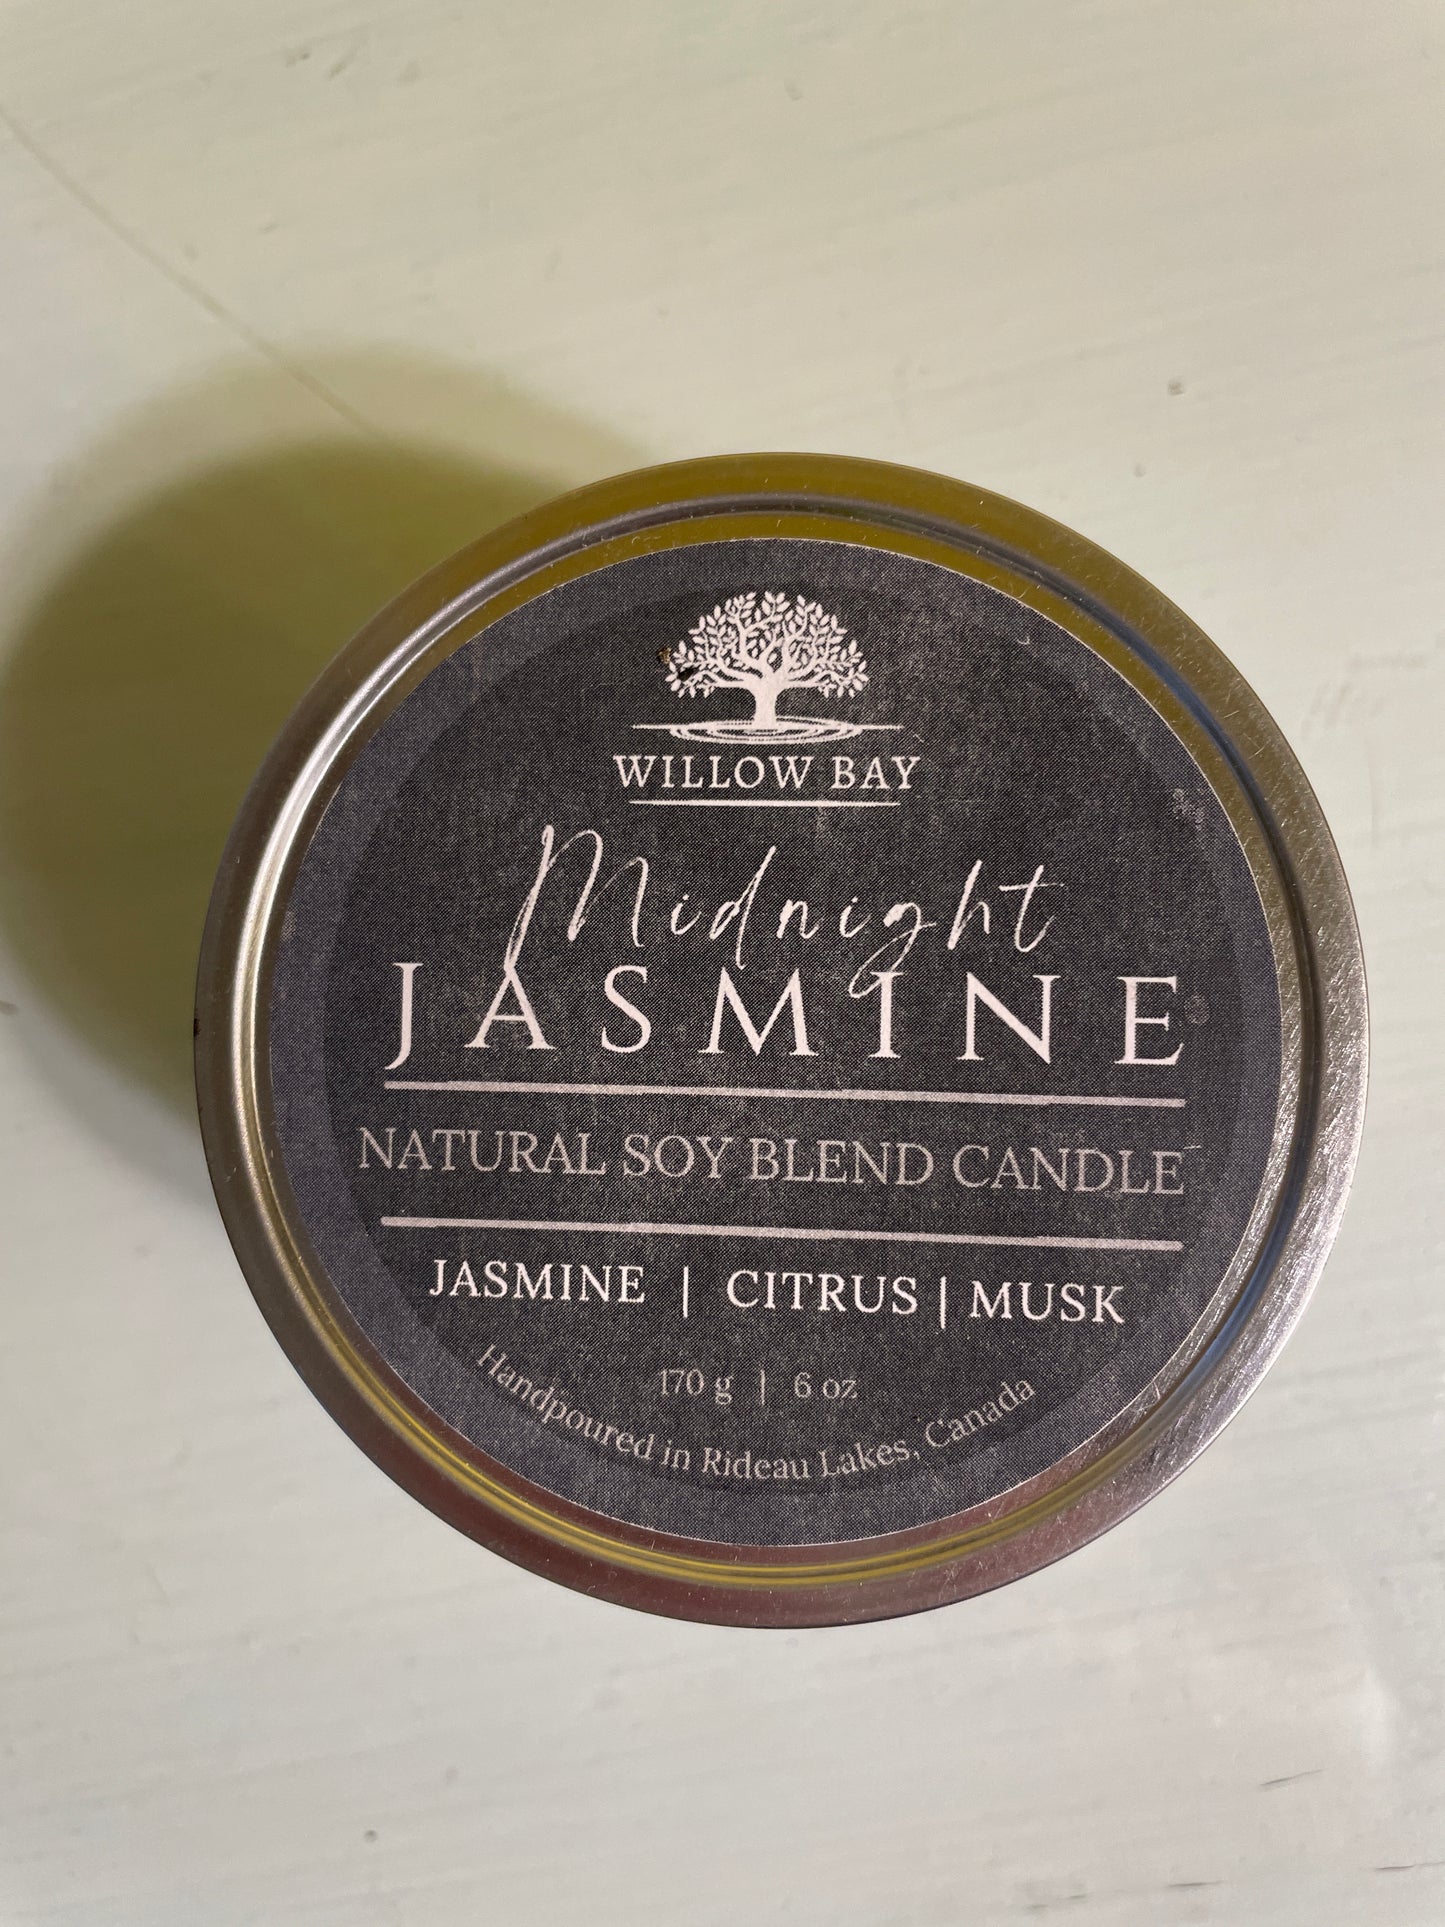 WILLOW BAY
Midnight
JASMINE
NATURAL SOY BLEND CANDLE
JASMINE | CITRUS | MUSK
170 g | 6 oz
Handpoured in Rideau Lakes, Canada